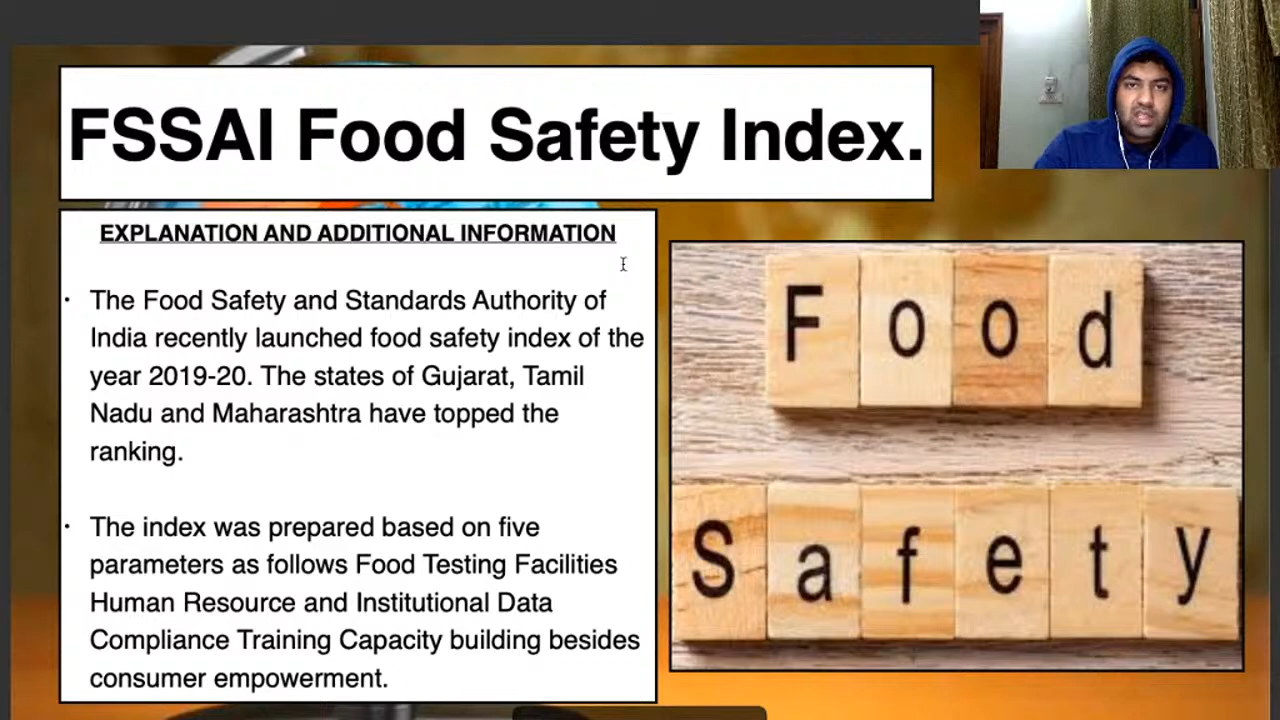 FSSAI Food Safety Index.
EXPLANATION AND ADDITIONAL INFORMATION
• The Food Safety and Standards Authority of
India recently launched food safety index of the
year 2019-20. The states of Gujarat, Tamil
Nadu and Maharashtra have topped the
ranking.
• The index was prepared based on five
parameters as follows Food Testing Facilities
Human Resource and Institutional Data
Compliance Training Capacity building besides
consumer empowerment.
Food
Safety